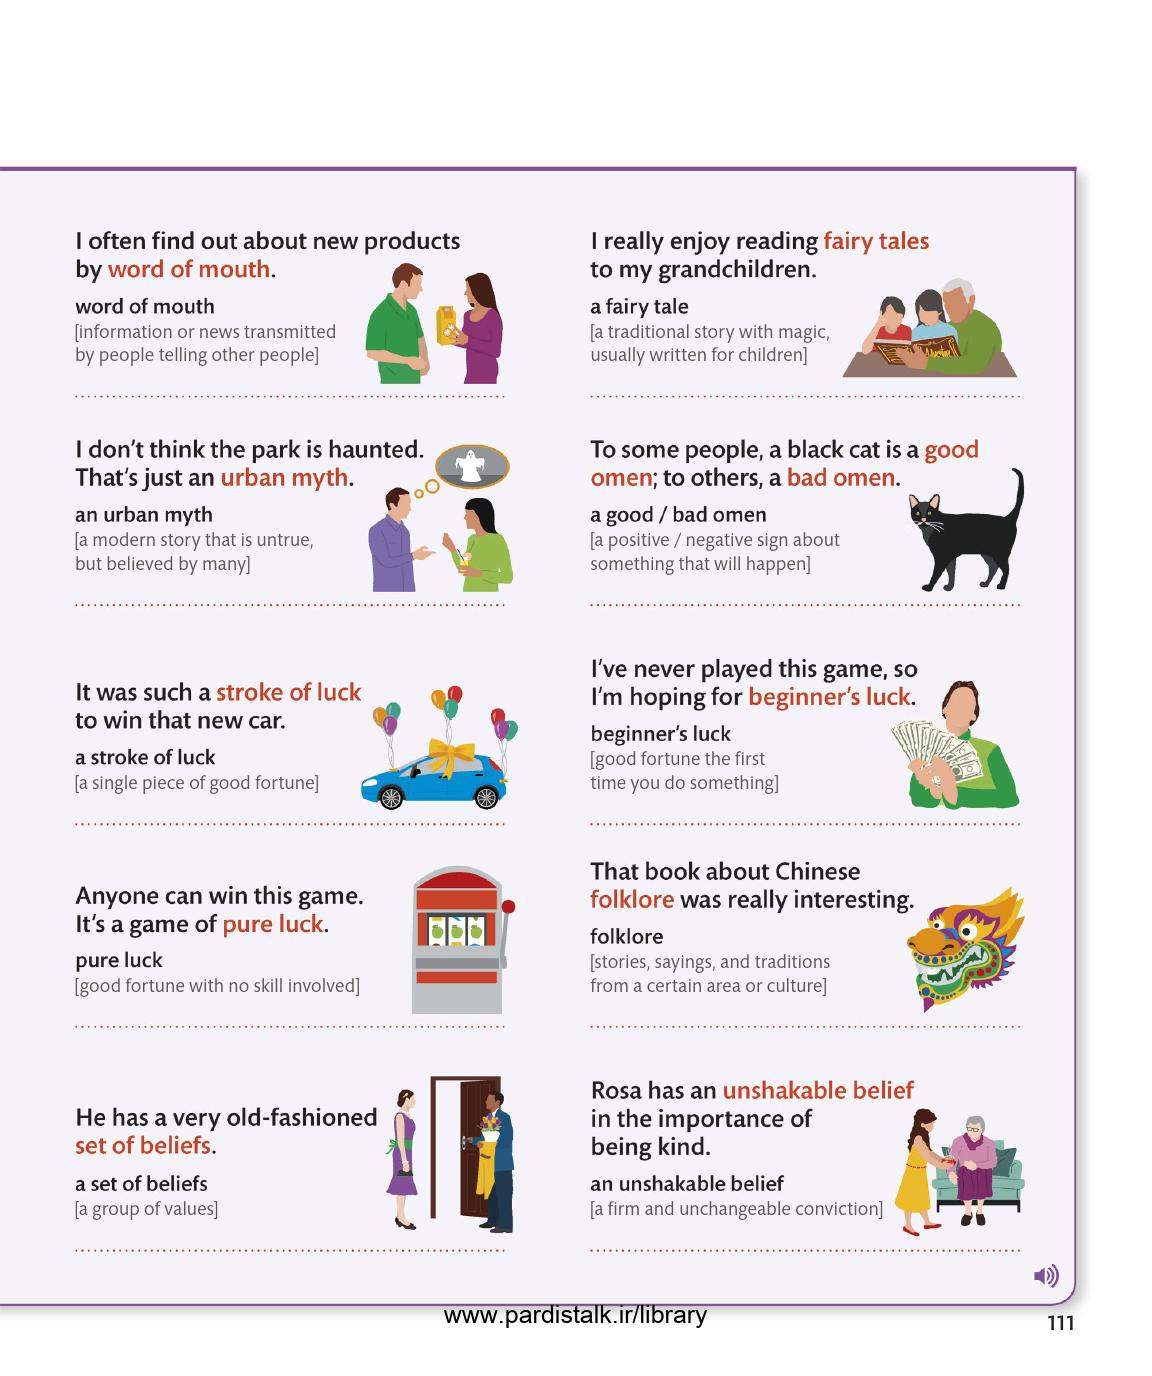 I often find out about new products
by word of mouth.
word of mouth
[information or news transmitted
by people telling other people]
I really enjoy reading fairy tales
to my grandchildren.
a fairy tale
[a traditional story with magic,
usually written for children]
I don't think the park is haunted.
That's just an urban myth.
an urban myth
[a modern story that is untrue,
but believed by many]
To some people, a black cat is a good
omen; to others, a bad omen.
a good / bad omen
[a positive / negative sign about
something that will happen]
It was such a stroke of luck
to win that new car.
a stroke of luck
[a single piece of good fortune]
I've never played this game, so
I'm hoping for beginner's luck.
beginner's luck
[good fortune the first
time you do something]
Anyone can win this game.
It's a game of pure luck.
pure luck
[good fortune with no skill involved]
That book about Chinese
folklore was really interesting.
folklore
[stories, sayings, and traditions
from a certain area or culture]
He has a very old-fashioned
set of beliefs.
a set of beliefs
[a group of values]
Rosa has an unshakable belief
in the importance of
being kind.
an unshakable belief
[a firm and unchangeable conviction]
www.pardistalk.ir/library
111